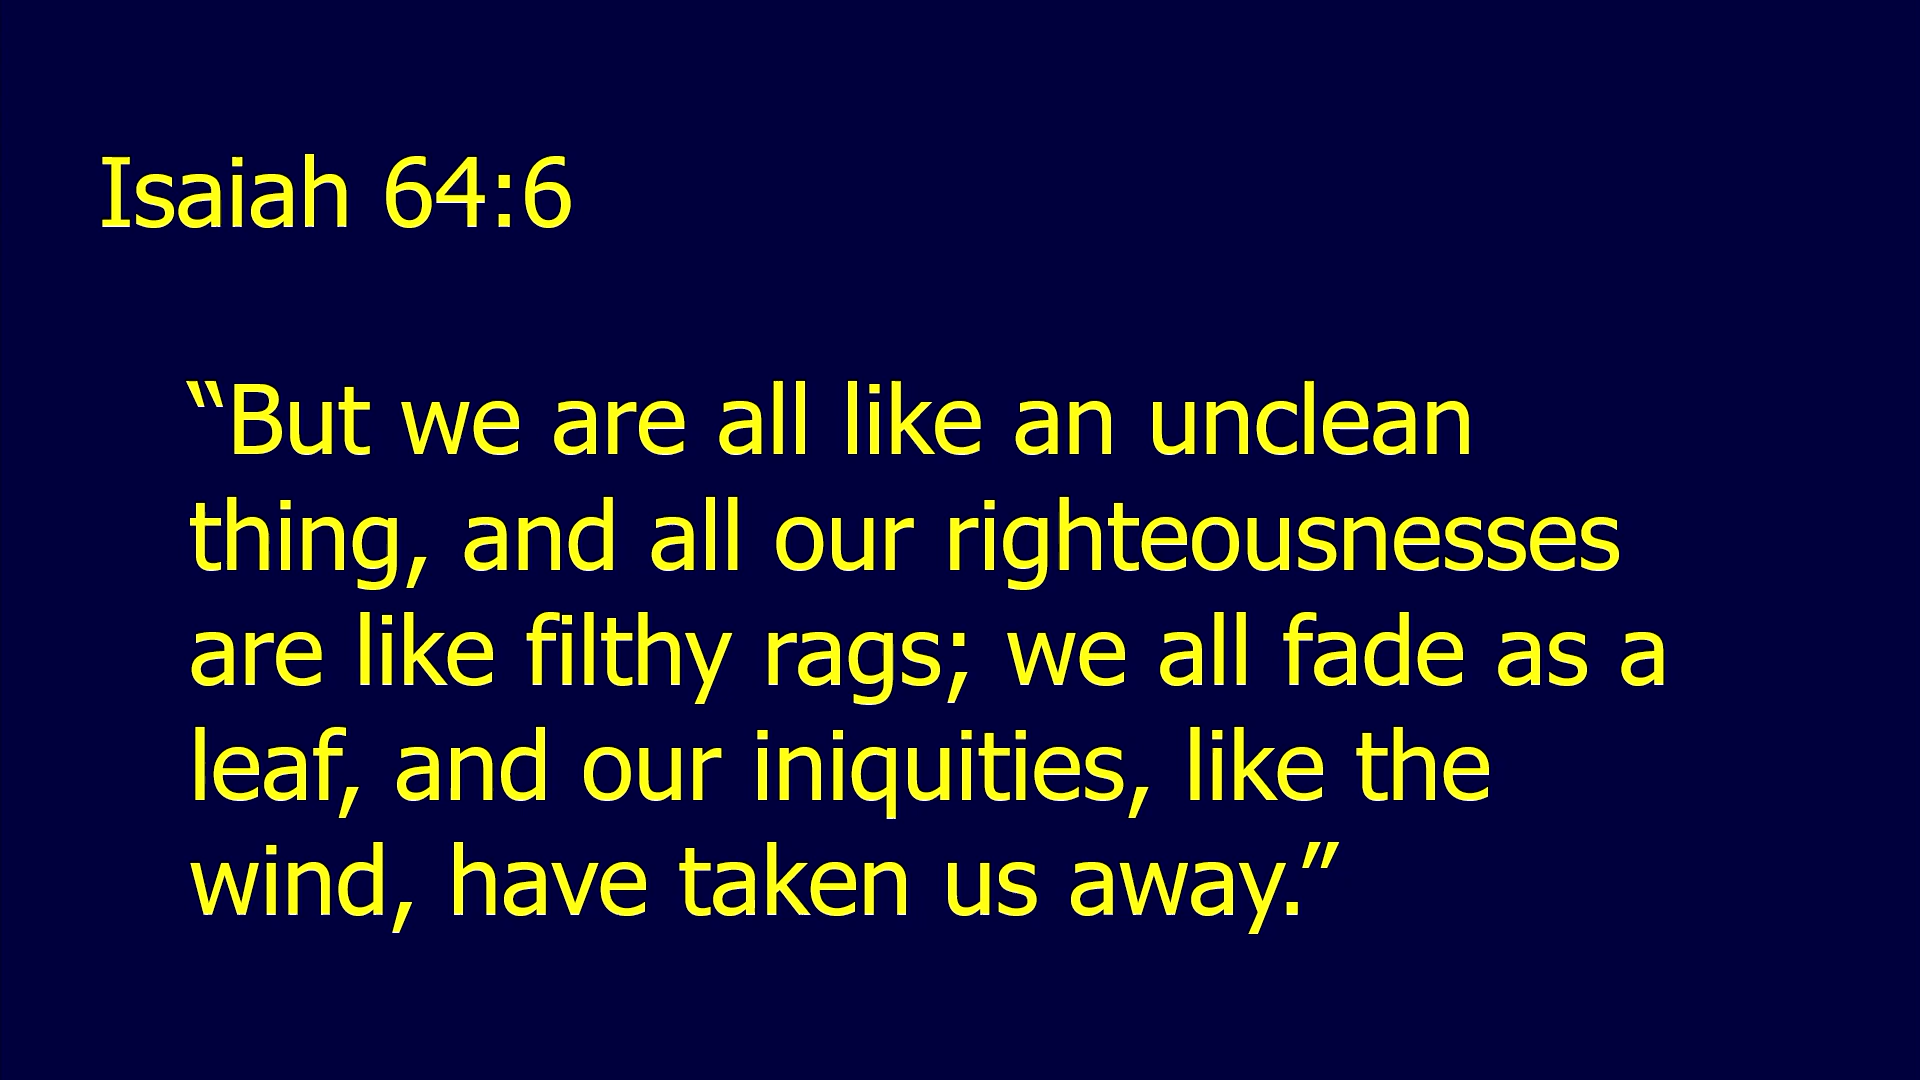 Isaiah 64:6
“But we are all like an unclean
thing, and all our righteousnesses
are like filthy rags; we all fade as a
leaf, and our iniquities, like the
wind, have taken us away.”